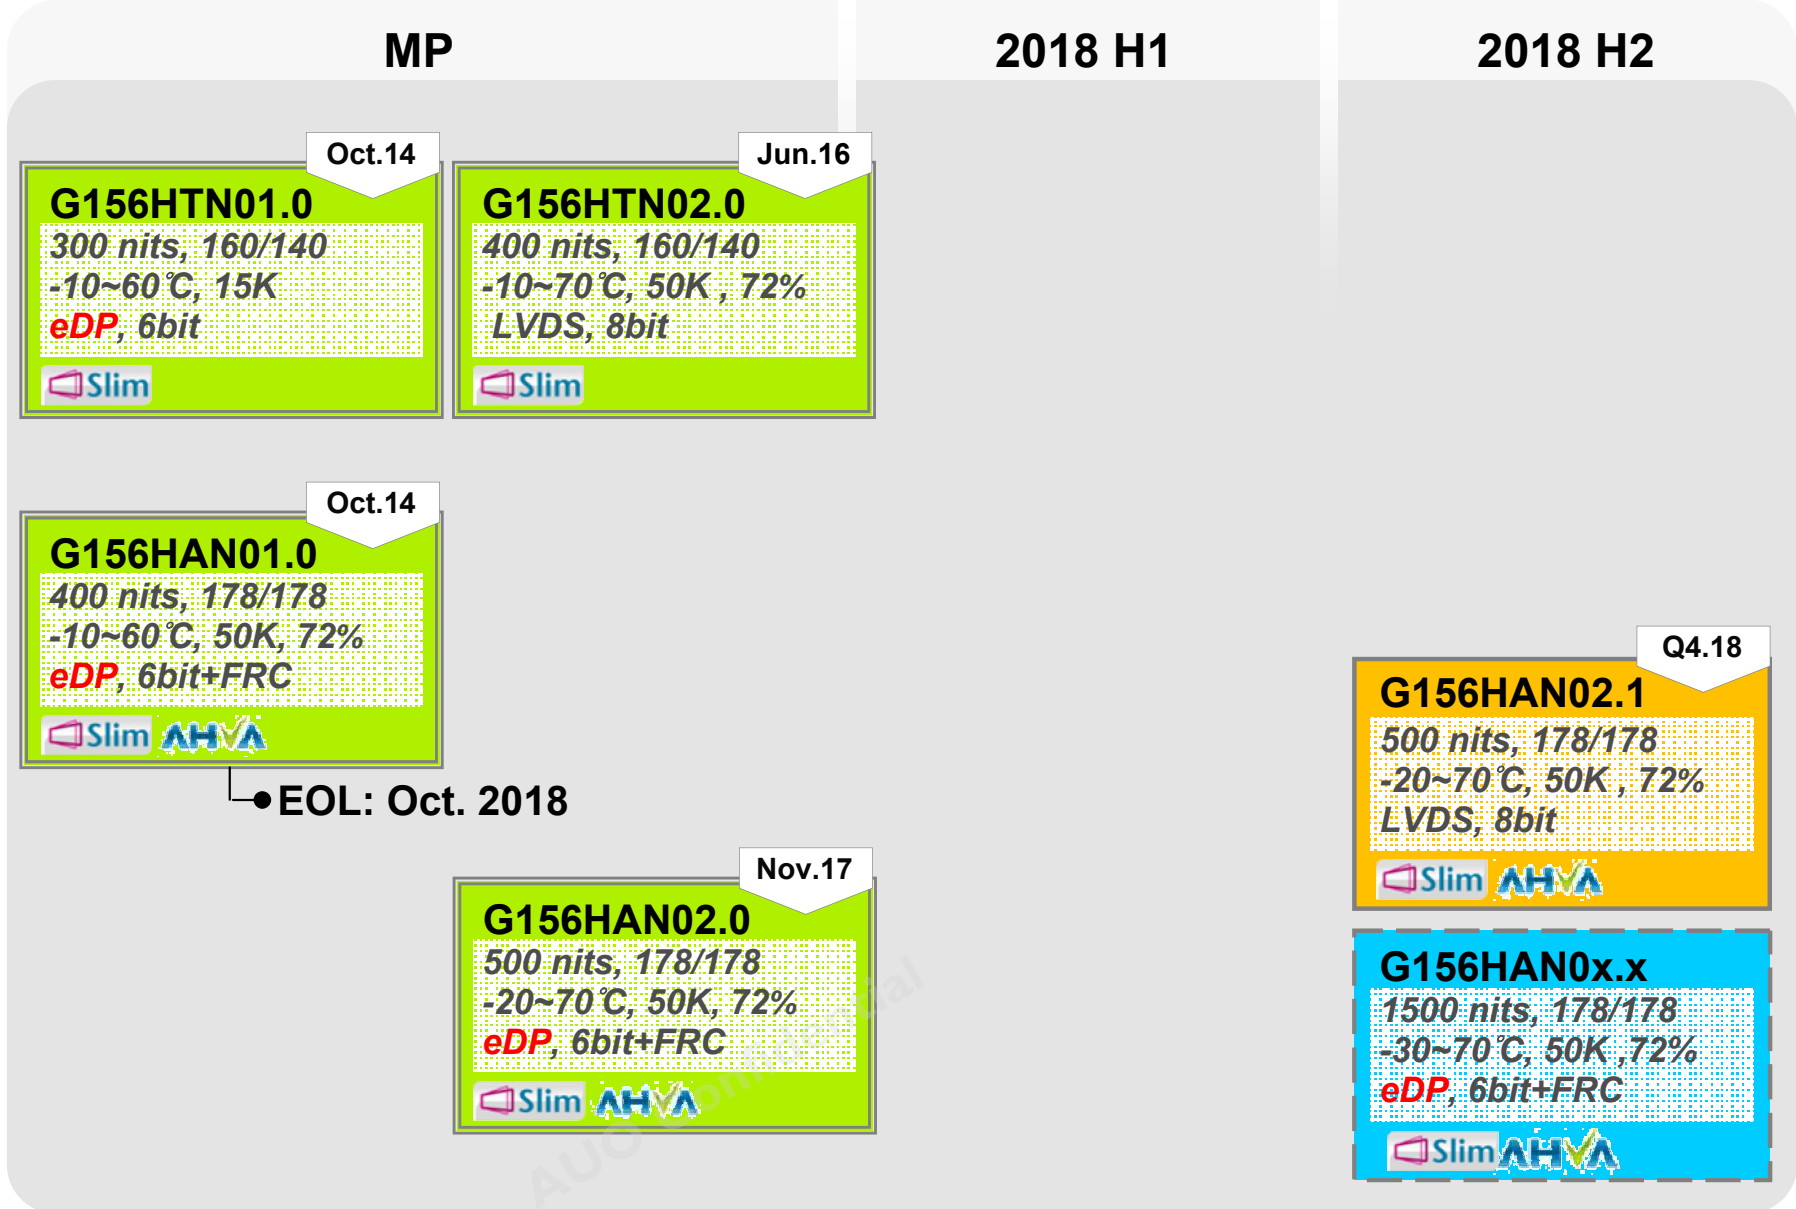 MP
2018 H1
2018 H2
Oct.14
G156HTN01.0
300 nits, 160/140
-10~60℃, 15K
eDP, 6bit
Slim
Jun.16
G156HTN02.0
400 nits, 160/140
-10~70℃, 50K , 72%
LVDS, 8bit
Slim
Oct.14
G156HAN01.0
400 nits, 178/178
-10~60℃, 50K, 72%
eDP, 6bit+FRC
Slim AHVA
EOL: Oct. 2018
Nov.17
G156HAN02.0
500 nits, 178/178
-20~70℃, 50K, 72%
eDP, 6bit+FRC
Slim AHVA
Q4.18
G156HAN02.1
500 nits, 178/178
-20~70℃, 50K , 72%
LVDS, 8bit
Slim AHVA
G156HAN0x.x
1500 nits, 178/178
-30~70℃, 50K ,72%
eDP, 6bit+FRC
Slim AHVA
AUO Confidential